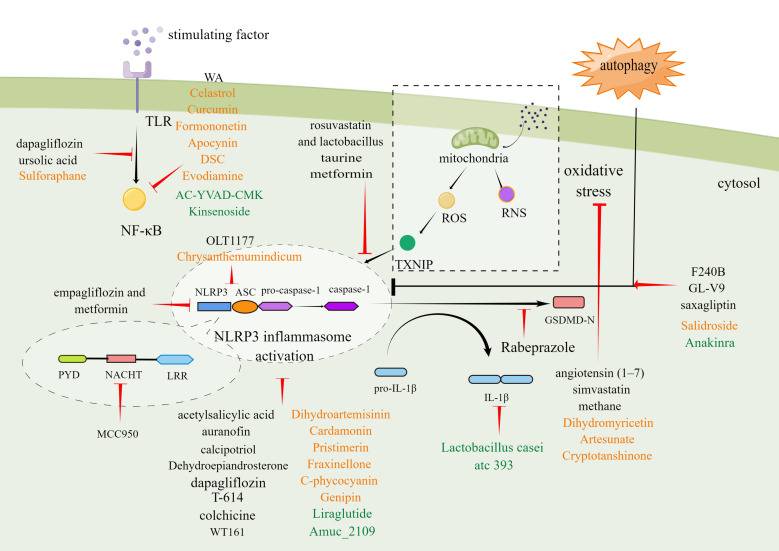 stimulating factor
WA
Celastrol
Curcumin
Formononetin
Apocynin
DSC
Evodiamine
AC-YVAD-CMK
Kinsenoside
TLR
dapagliflozin
ursolic acid
Sulforaphane
NF-κB
rosuvastatin
and lactobacillus
taurine
metformin
mitochondria
ROS
RNS
TXNIP
autophagy
oxidative
stress
cytosol
OLT1177
Chrysanthemumindicum
NLRP3
ASC
pro-caspase-1
caspase-1
empagliflozin and
metformin
NLRP3 inflammasome
activation
PYD
NACHT
LRR
MCC950
GSDMD-N
Rabeprazole
pro-IL-1β
IL-1β
Lactobacillus casei
atc 393
F240B
GL-V9
saxagliptin
Salidroside
Anakinra
angiotensin (1–7)
simvastatin
methane
Dihydromyricetin
Artesunate
Cryptotanshinone
acetylsalicylic acid
auranofin
calcipotriol
Dehydroepiandrosterone
dapagliflozin
T-614
colchicine
WT161
Dihydroartemisinin
Cardamonin
Pristimerin
Fraxinellone
C-phycocyanin
Genipin
Liraglutide
Amuc_2109